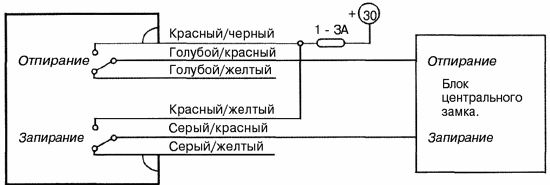 Красный/черный
1 - 3А
+ 30
Отпирание
Голубой/красный
Голубой/желтый
Отпирание
Блок
центрального
замка.
Красный/желтый
Запирание
Серый/красный
Серый/желтый
Запирание